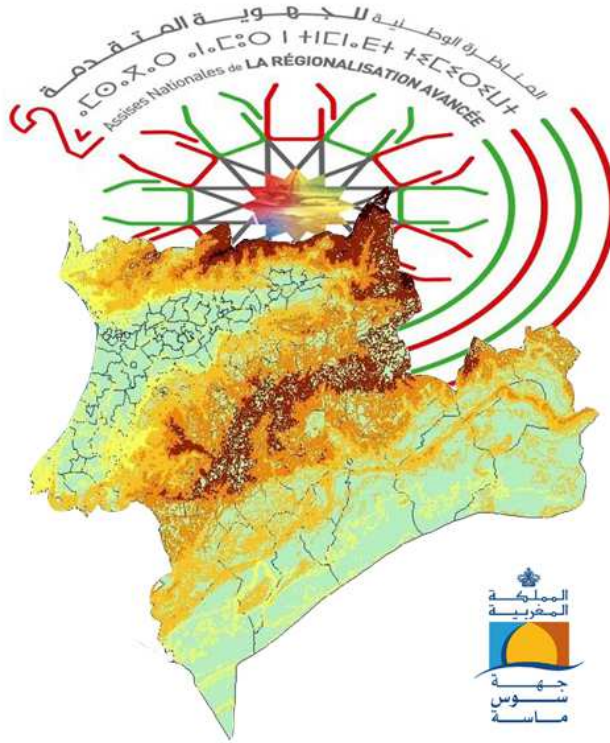 المناظرة الوطنية للجهوية المتقدمة
Assises Nationales de LA RÉGIONALISATION AVANCÉE
المملكة
المغربية
جهة
سوس
ماسة